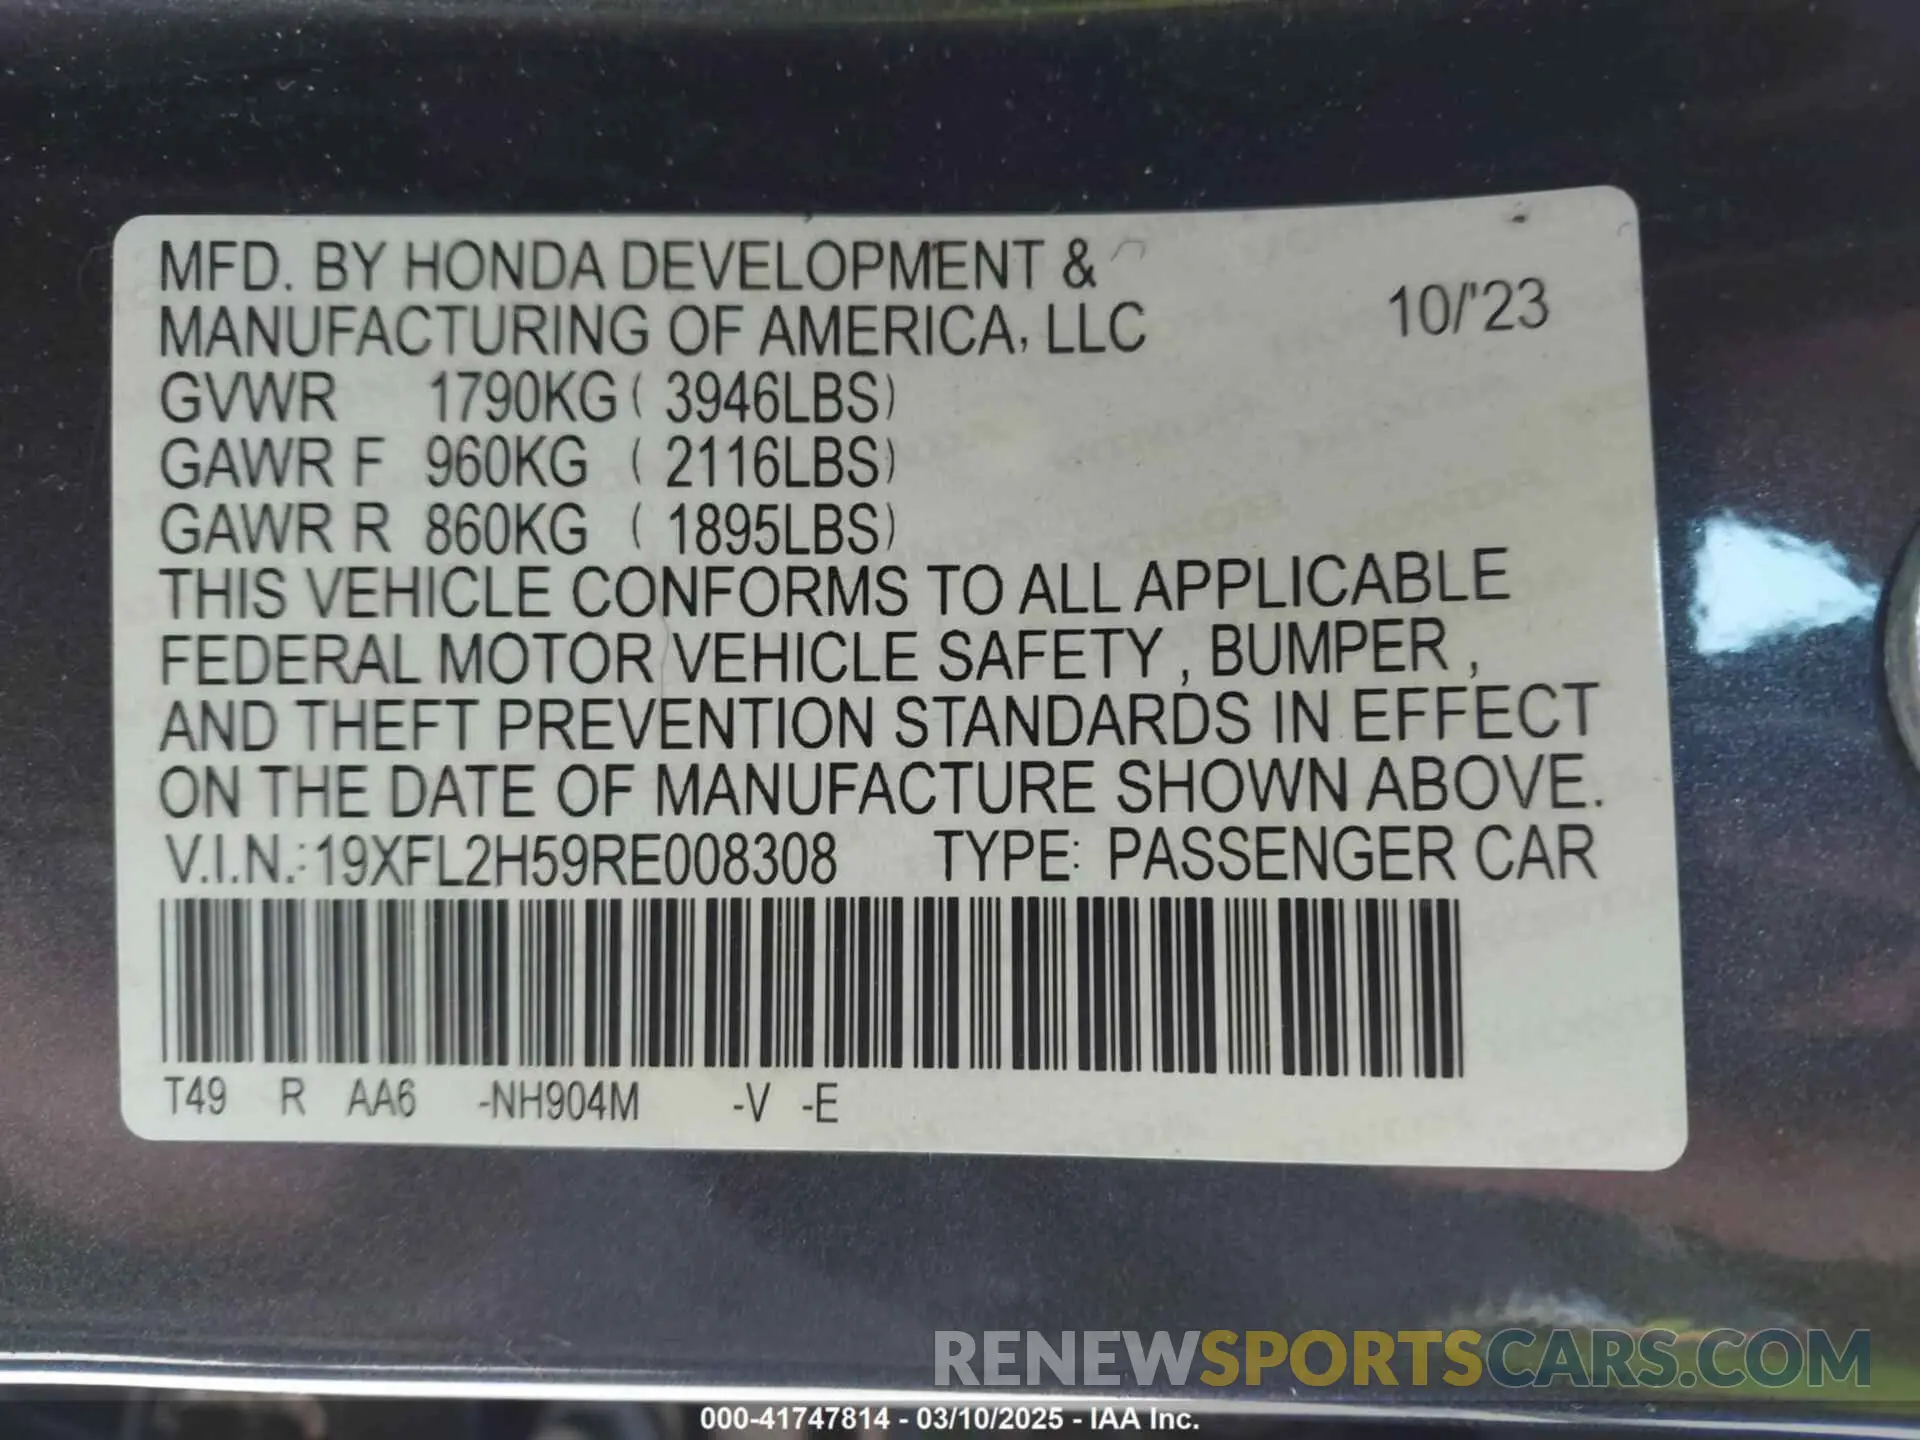 MFD. BY HONDA DEVELOPMENT &
MANUFACTURING OF AMERICA, LLC 10/'23
GVWR 1790KG ( 3946LBS)
GAWR F 960KG ( 2116LBS)
GAWR R 860KG ( 1895LBS)
THIS VEHICLE CONFORMS TO ALL APPLICABLE
FEDERAL MOTOR VEHICLE SAFETY , BUMPER ,
AND THEFT PREVENTION STANDARDS IN EFFECT
ON THE DATE OF MANUFACTURE SHOWN ABOVE.
V.I.N.: 19XFL2H59RE008308 TYPE: PASSENGER CAR
T49 R AA6 -NH904M -V -E
RENEWSPORTSCARS.COM
000-41747814 - 03/10/2025 - IAA Inc.